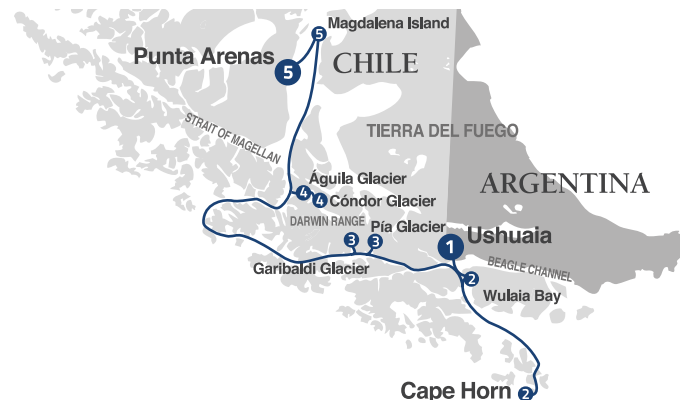 5 Magdalena Island
Punta Arenas
5
CHILE
STRAIT OF MAGELLAN
TIERRA DEL FUEGO
Águila Glacier
4
4 Cóndor Glacier
ARGENTINA
DARWIN RANGE
Pía Glacier
3
3
Garibaldi Glacier
1 Ushuaia
BEAGLE CHANNEL
2
Wulaia Bay
Cape Horn 2